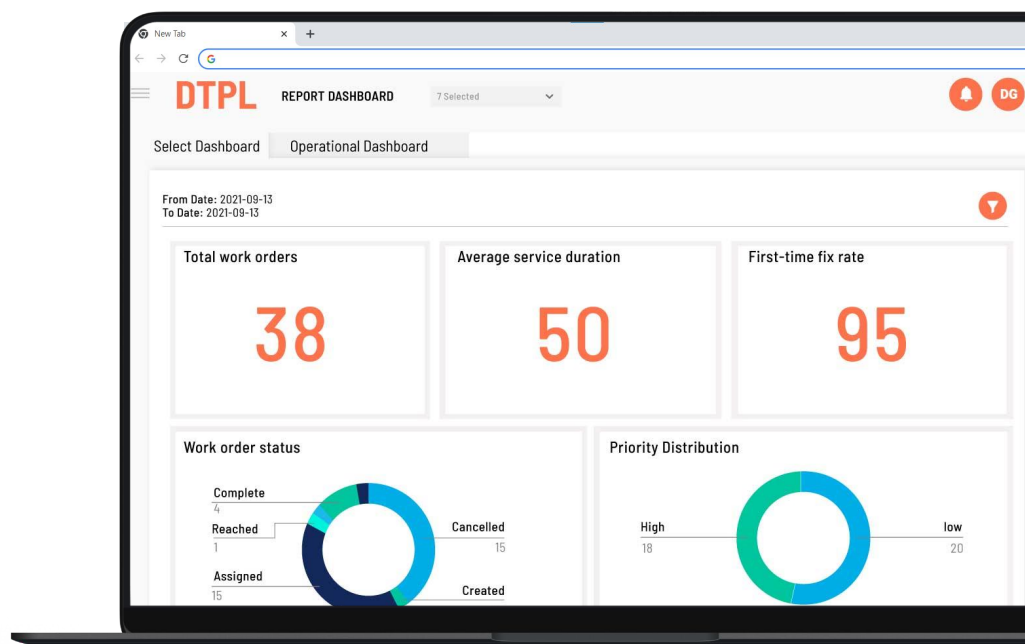 New Tab
DTPL REPORT DASHBOARD 7 Selected DG
Select Dashboard Operational Dashboard
From Date: 2021-09-13
To Date: 2021-09-13
Total work orders
38
Average service duration
50
First-time fix rate
95
Work order status
Complete
4
Reached
1
Assigned
15
Cancelled
15
Created
Priority Distribution
High
18
low
20